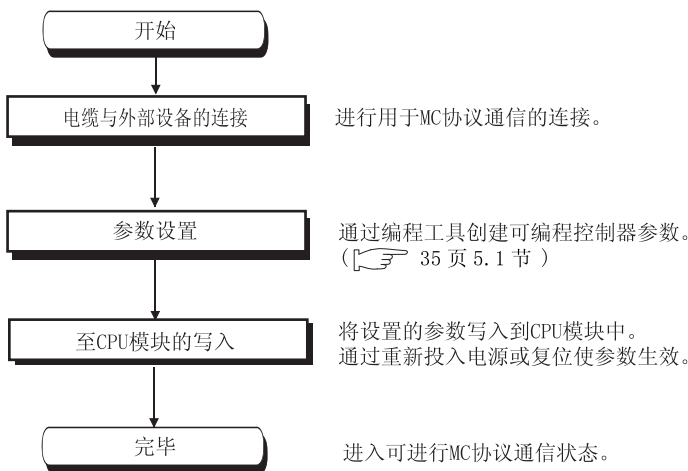 开始
电缆与外部设备的连接
进行用于MC协议通信的连接。
参数设置
通过编程工具创建可编程控制器参数。
( 35 页 5.1 节 )
至CPU模块的写入
将设置的参数写入到CPU模块中。
通过重新投入电源或复位使参数生效。
完毕
进入可进行MC协议通信状态。